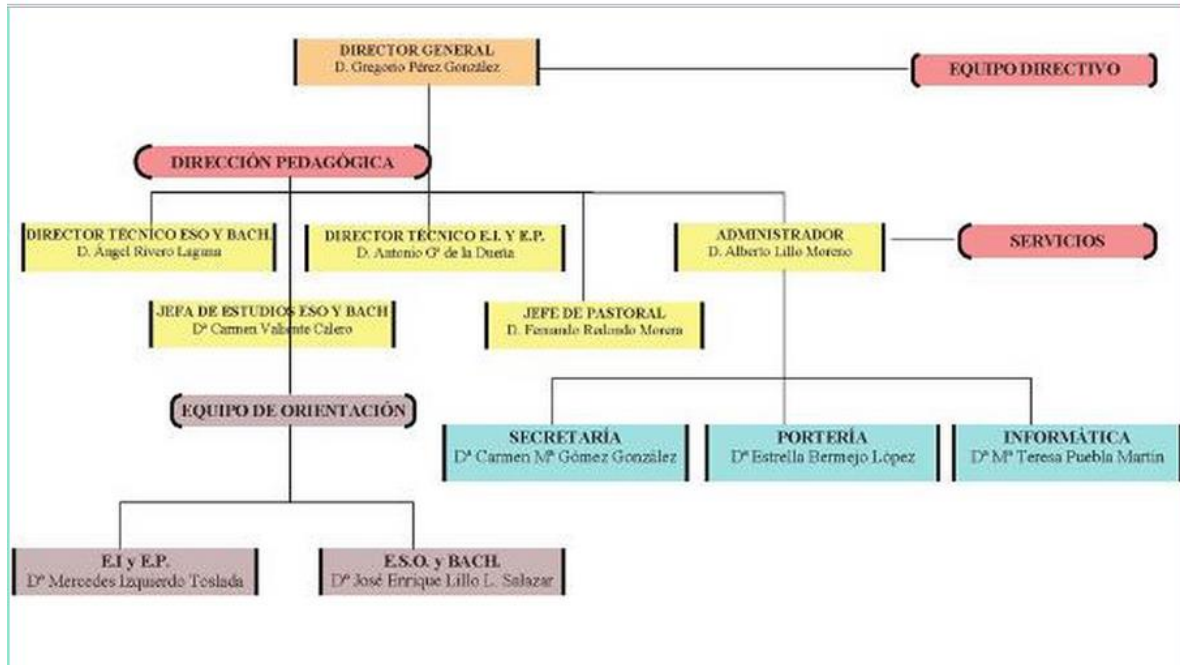 DIRECTOR GENERAL
D. Gregorio Pérez González
EQUIPO DIRECTIVO
DIRECCIÓN PEDAGÓGICA
DIRECTOR TÉCNICO ESO Y BACH.
D. Ángel Rivero Laguna
DIRECTOR TÉCNICO E.I. Y E.P.
D. Antonio Gª de la Dueña
ADMINISTRADOR
D. Alberto Lillo Moreno
SERVICIOS
JEFA DE ESTUDIOS ESO Y BACH
Dª Carmen Valiente Calero
JEFE DE PASTORAL
D. Fernando Redondo Morera
EQUIPO DE ORIENTACIÓN
SECRETARÍA
Dª Carmen Mª Gómez González
PORTERÍA
Dª Estrella Bermejo López
INFORMÁTICA
Dª Mª Teresa Puebla Martín
E.I y E.P.
Dª Mercedes Izquierdo Toslada
E.S.O. y BACH.
Dª José Enrique Lillo L. Salazar